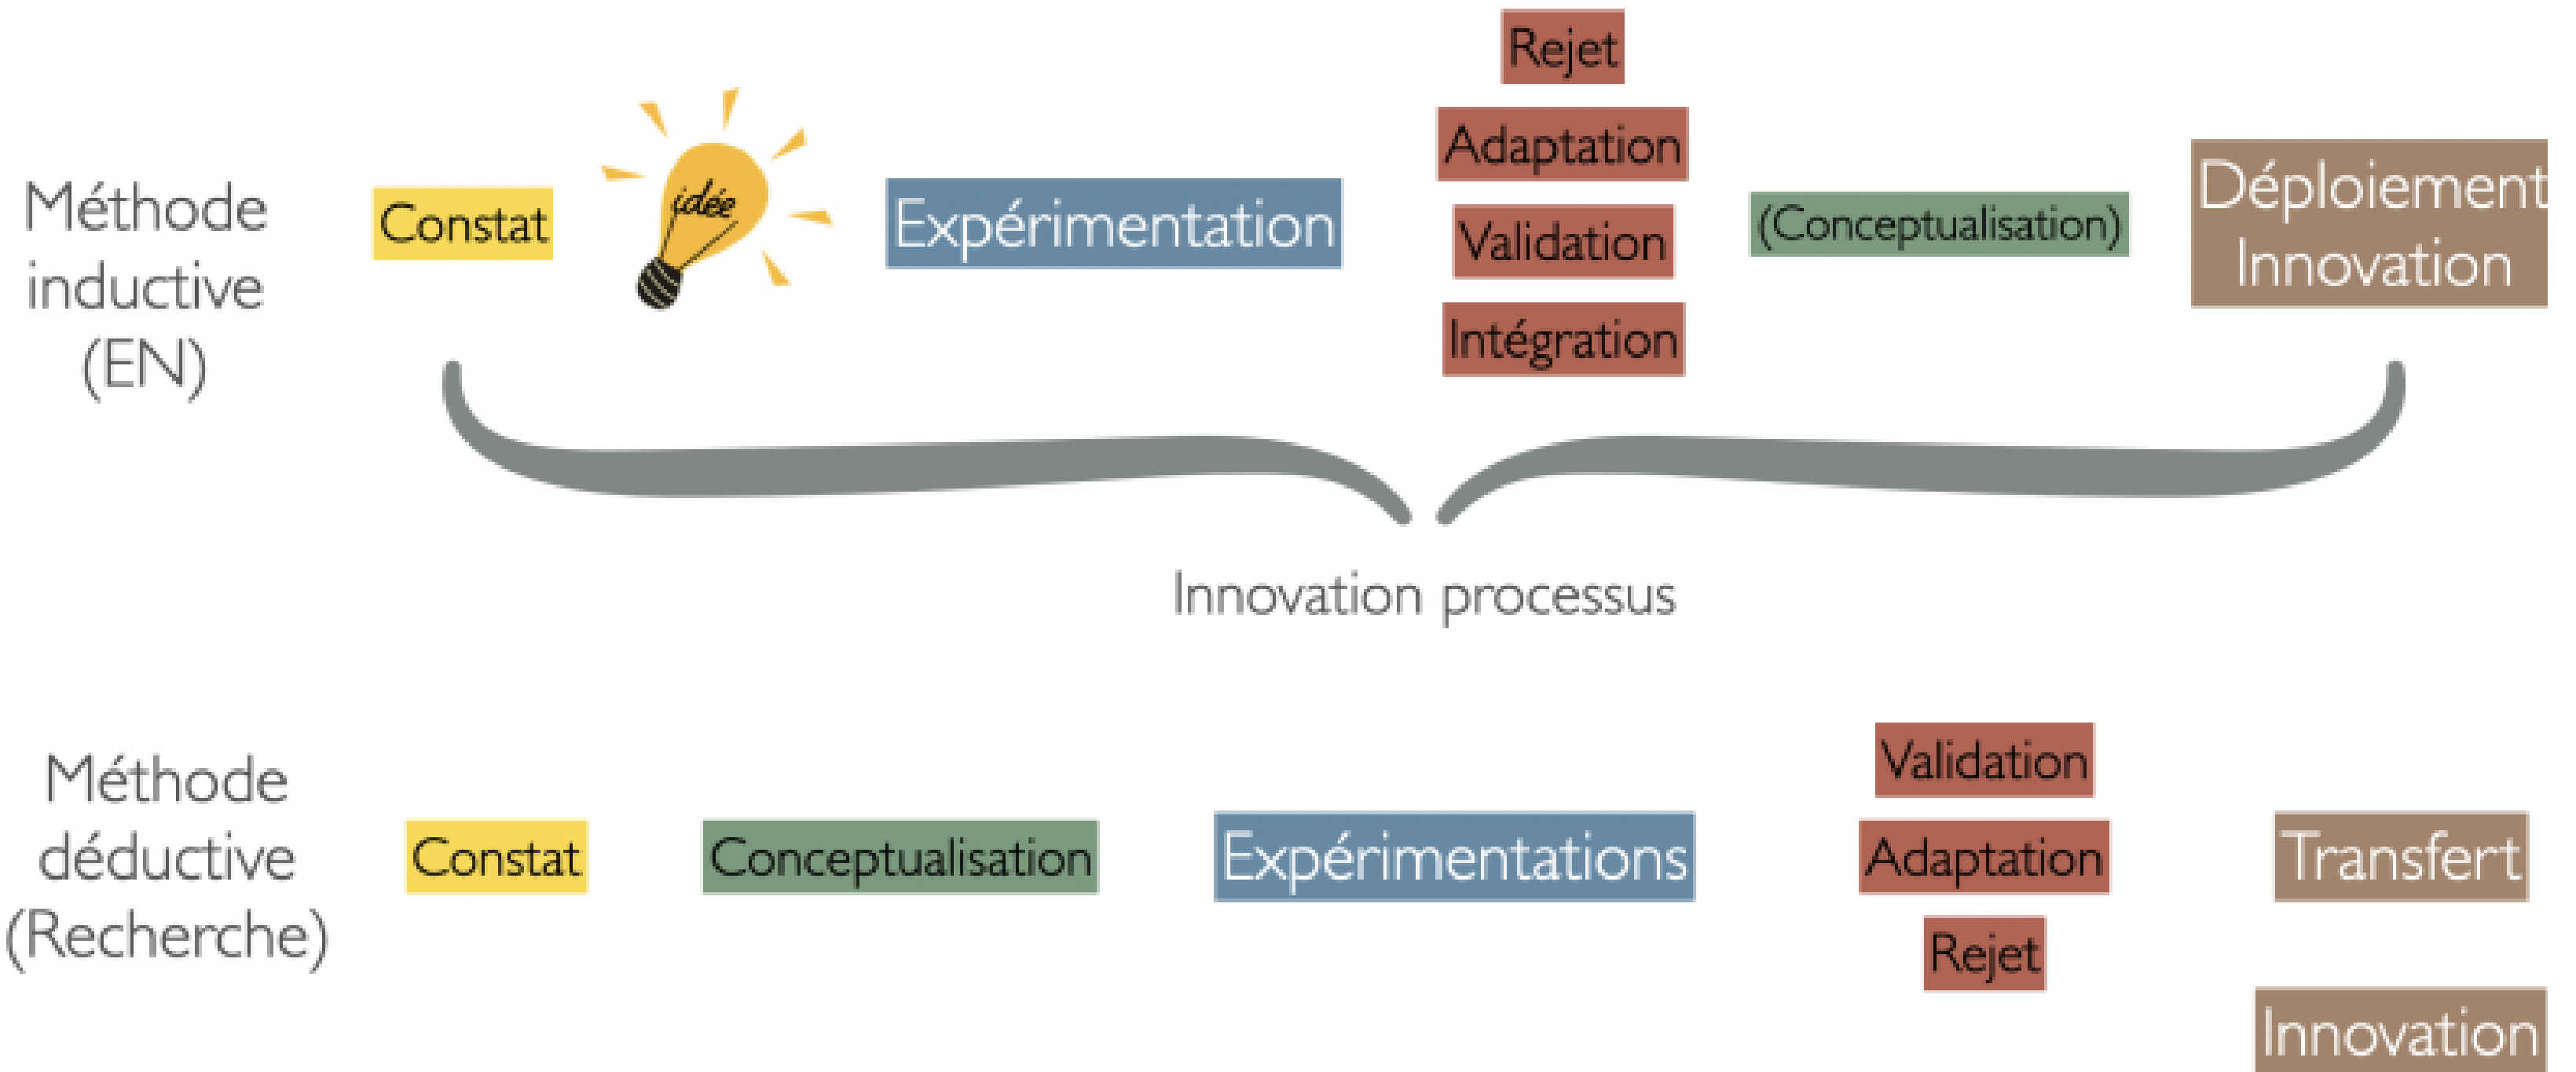 Méthode
inductive
(EN)
Constat
idée
Expérimentation
Rejet
Adaptation
Validation
Intégration
(Conceptualisation)
Déploiement
Innovation
Innovation processus
Méthode
déductive
(Recherche)
Constat
Conceptualisation
Expérimentations
Validation
Adaptation
Rejet
Transfert
Innovation